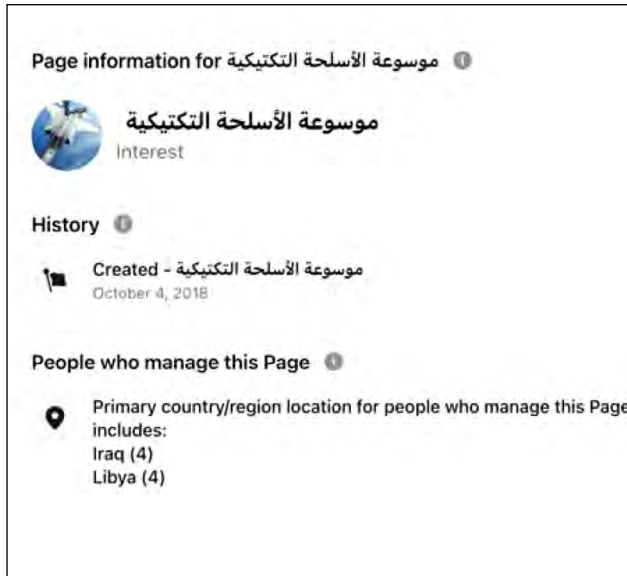 Page information for موسوعة الأسلحة التكتيكية
موسوعة الأسلحة التكتيكية
Interest
History
Created - موسوعة الأسلحة التكتيكية
October 4, 2018
People who manage this Page
Primary country/region location for people who manage this Page
includes:
Iraq (4)
Libya (4)